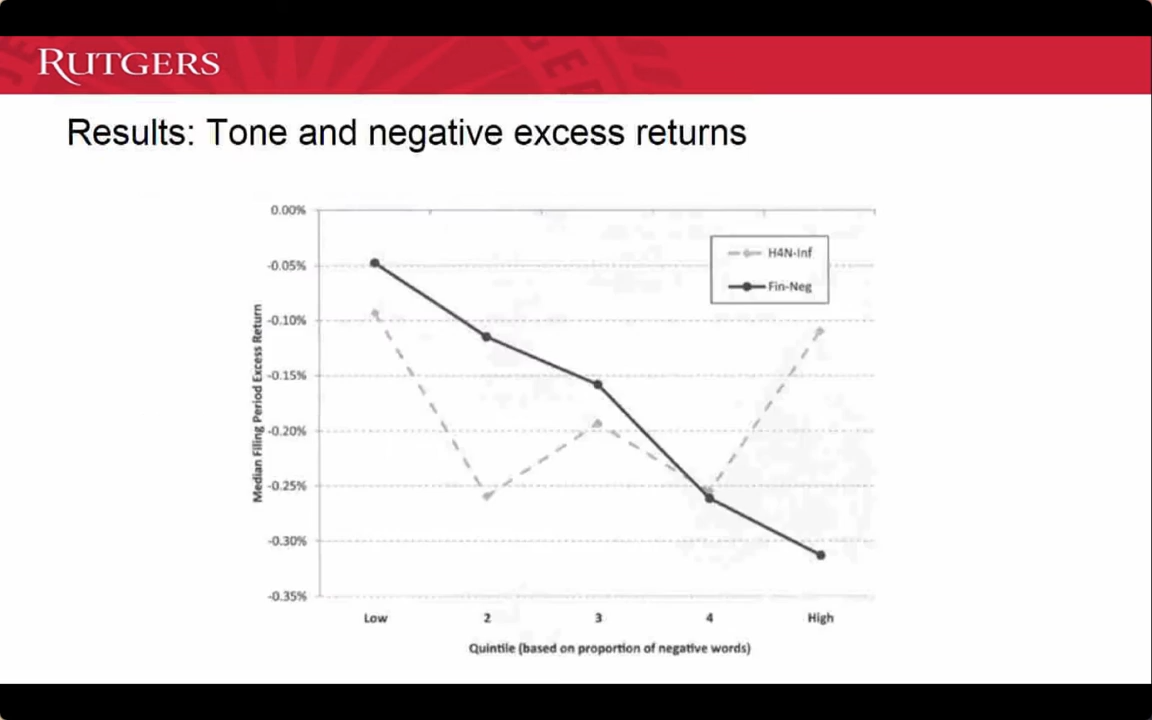 RUTGERS
Results: Tone and negative excess returns
0.00%
-0.05%
-0.10%
-0.15%
-0.20%
-0.25%
-0.30%
-0.35%
Median Filing Period Excess Return
H4N-Inf
Fin-Neg
Low 2 3 4 High
Quintile (based on proportion of negative words)